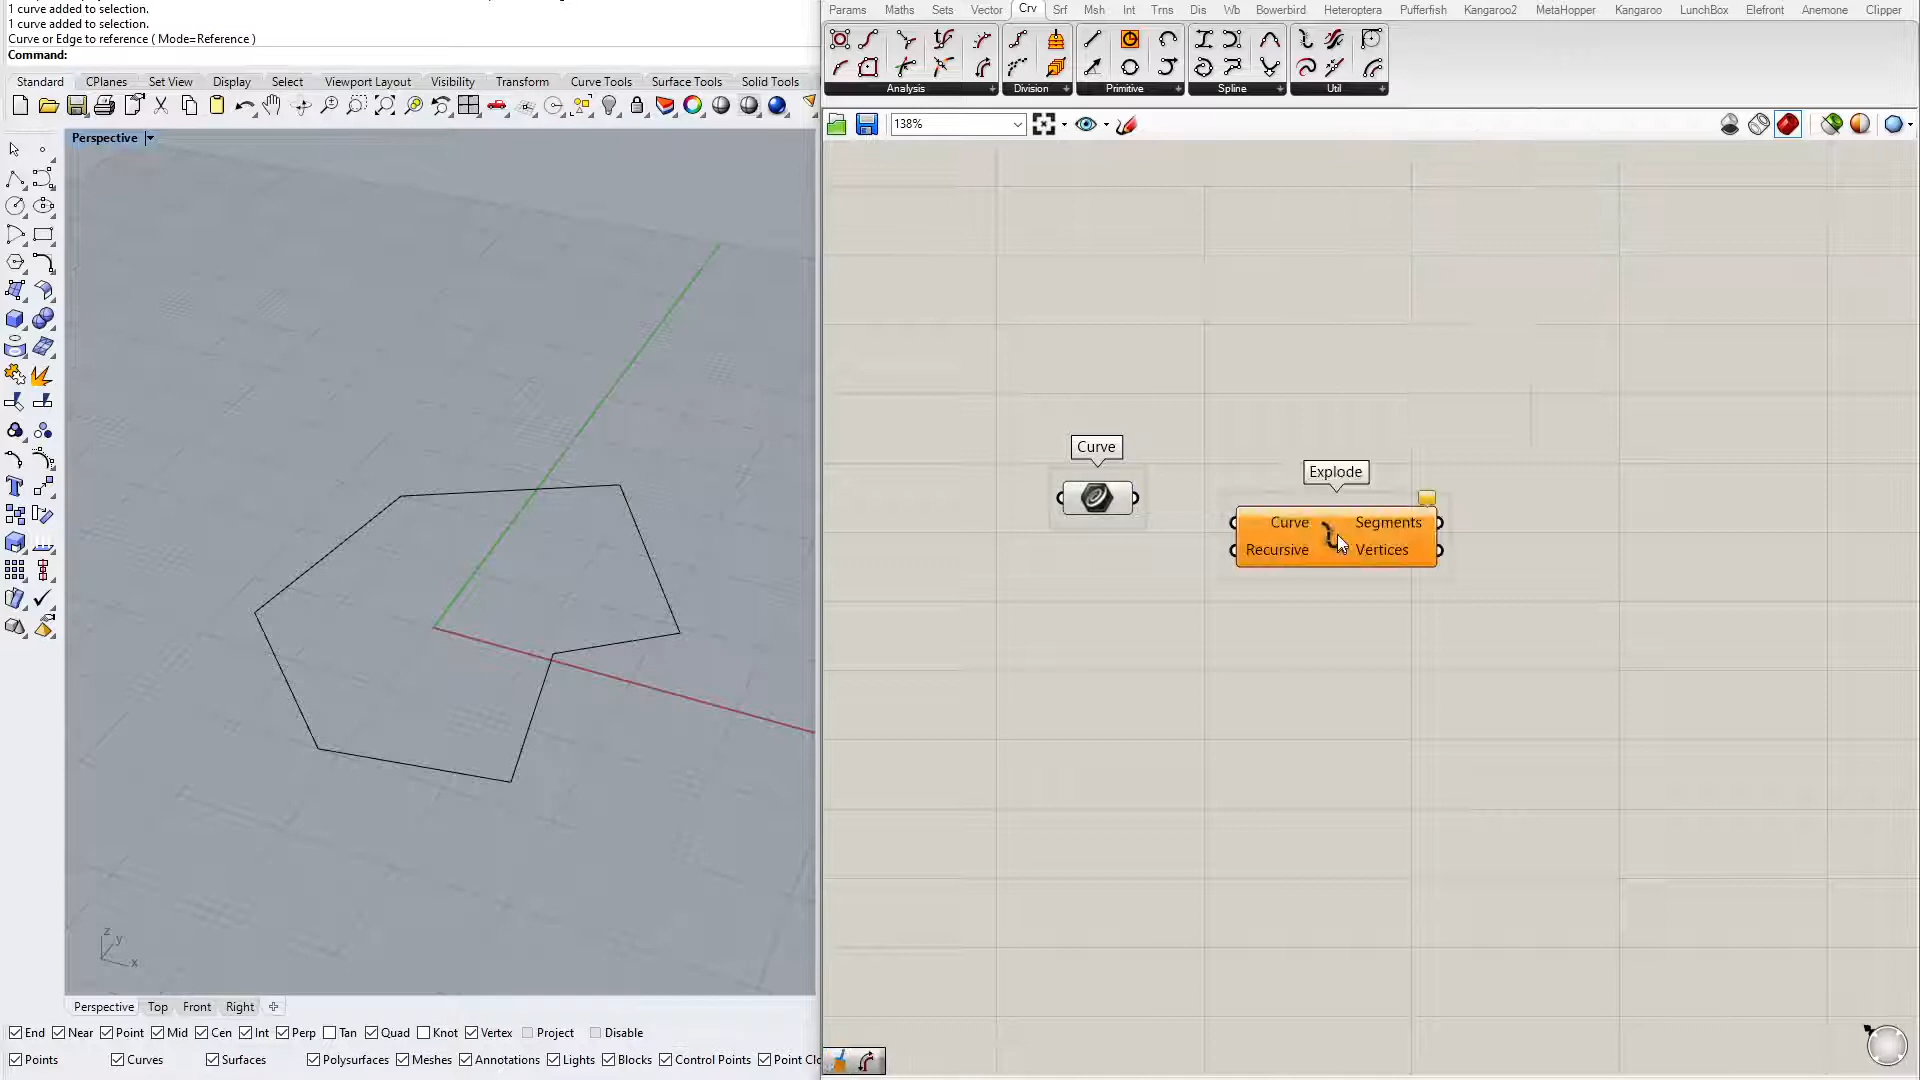 1 curve added to selection.
1 curve added to selection.
Curve or Edge to reference ( Mode=Reference )
Command:
Standard CPlanes Set View Display Select Viewport Layout Visibility Transform Curve Tools Surface Tools Solid Tools
Perspective
z
y
x
Perspective Top Front Right
End Near Point Mid Cen Int Perp Tan Quad Knot Vertex Project Disable
Points Curves Surfaces Polysurfaces Meshes Annotations Lights Blocks Control Points Point Clo
Params Maths Sets Vector Crv Srf Msh Int Trns Dis Wb Bowerbird Heteroptera Pufferfish Kangaroo2 MetaHopper Kangaroo LunchBox Elefront Anemone Clipper
Analysis Division Primitive Spline Util
138%
Curve
Explode
Curve Segments
Recursive Vertices